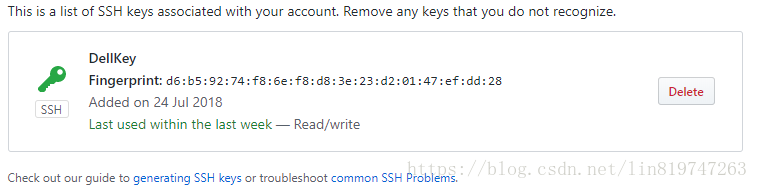 This is a list of SSH keys associated with your account. Remove any keys that you do not recognize.
DellKey
Fingerprint: d6:b5:92:74:f8:6e:f8:d8:3e:23:d2:01:47:ef:dd:28
SSH
Added on 24 Jul 2018
Delete
Last used within the last week — Read/write
Check out our guide to generating SSH keys or troubleshoot common SSH Problems.
https://blog.csdn.net/lin819747263